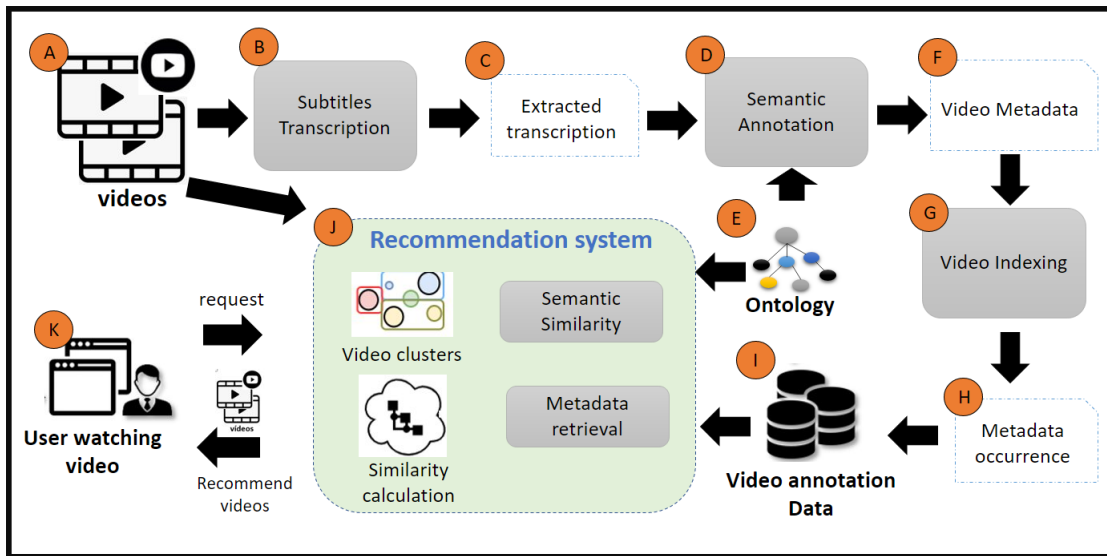 A
B
C
D
F
Subtitles
Transcription
Extracted
transcription
Semantic
Annotation
Video Metadata
videos
J
Recommendation system
E
Ontology
G
Video Indexing
request
K
Video clusters
Semantic
Similarity
videos
User watching
video
Recommend
videos
Similarity
calculation
Metadada
retrieval
I
Video annotation
Data
H
Metadata
occurrence